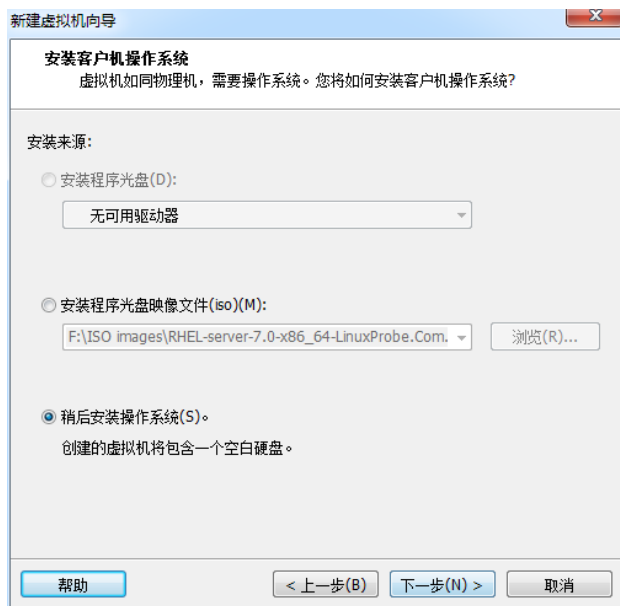 新建虚拟机向导
安装客户机操作系统
虚拟机如同物理机，需要操作系统。您将如何安装客户机操作系统?
安装来源:
安装程序光盘(D):
无可用驱动器
安装程序光盘映像文件(iso)(M):
F:\ISO images\RHEL-server-7.0-x86_64-LinuxProbe.Com. 浏览(R)...
稍后安装操作系统(S)。
创建的虚拟机将包含一个空白硬盘。
帮助 < 上一步(B) 下一步(N) > 取消